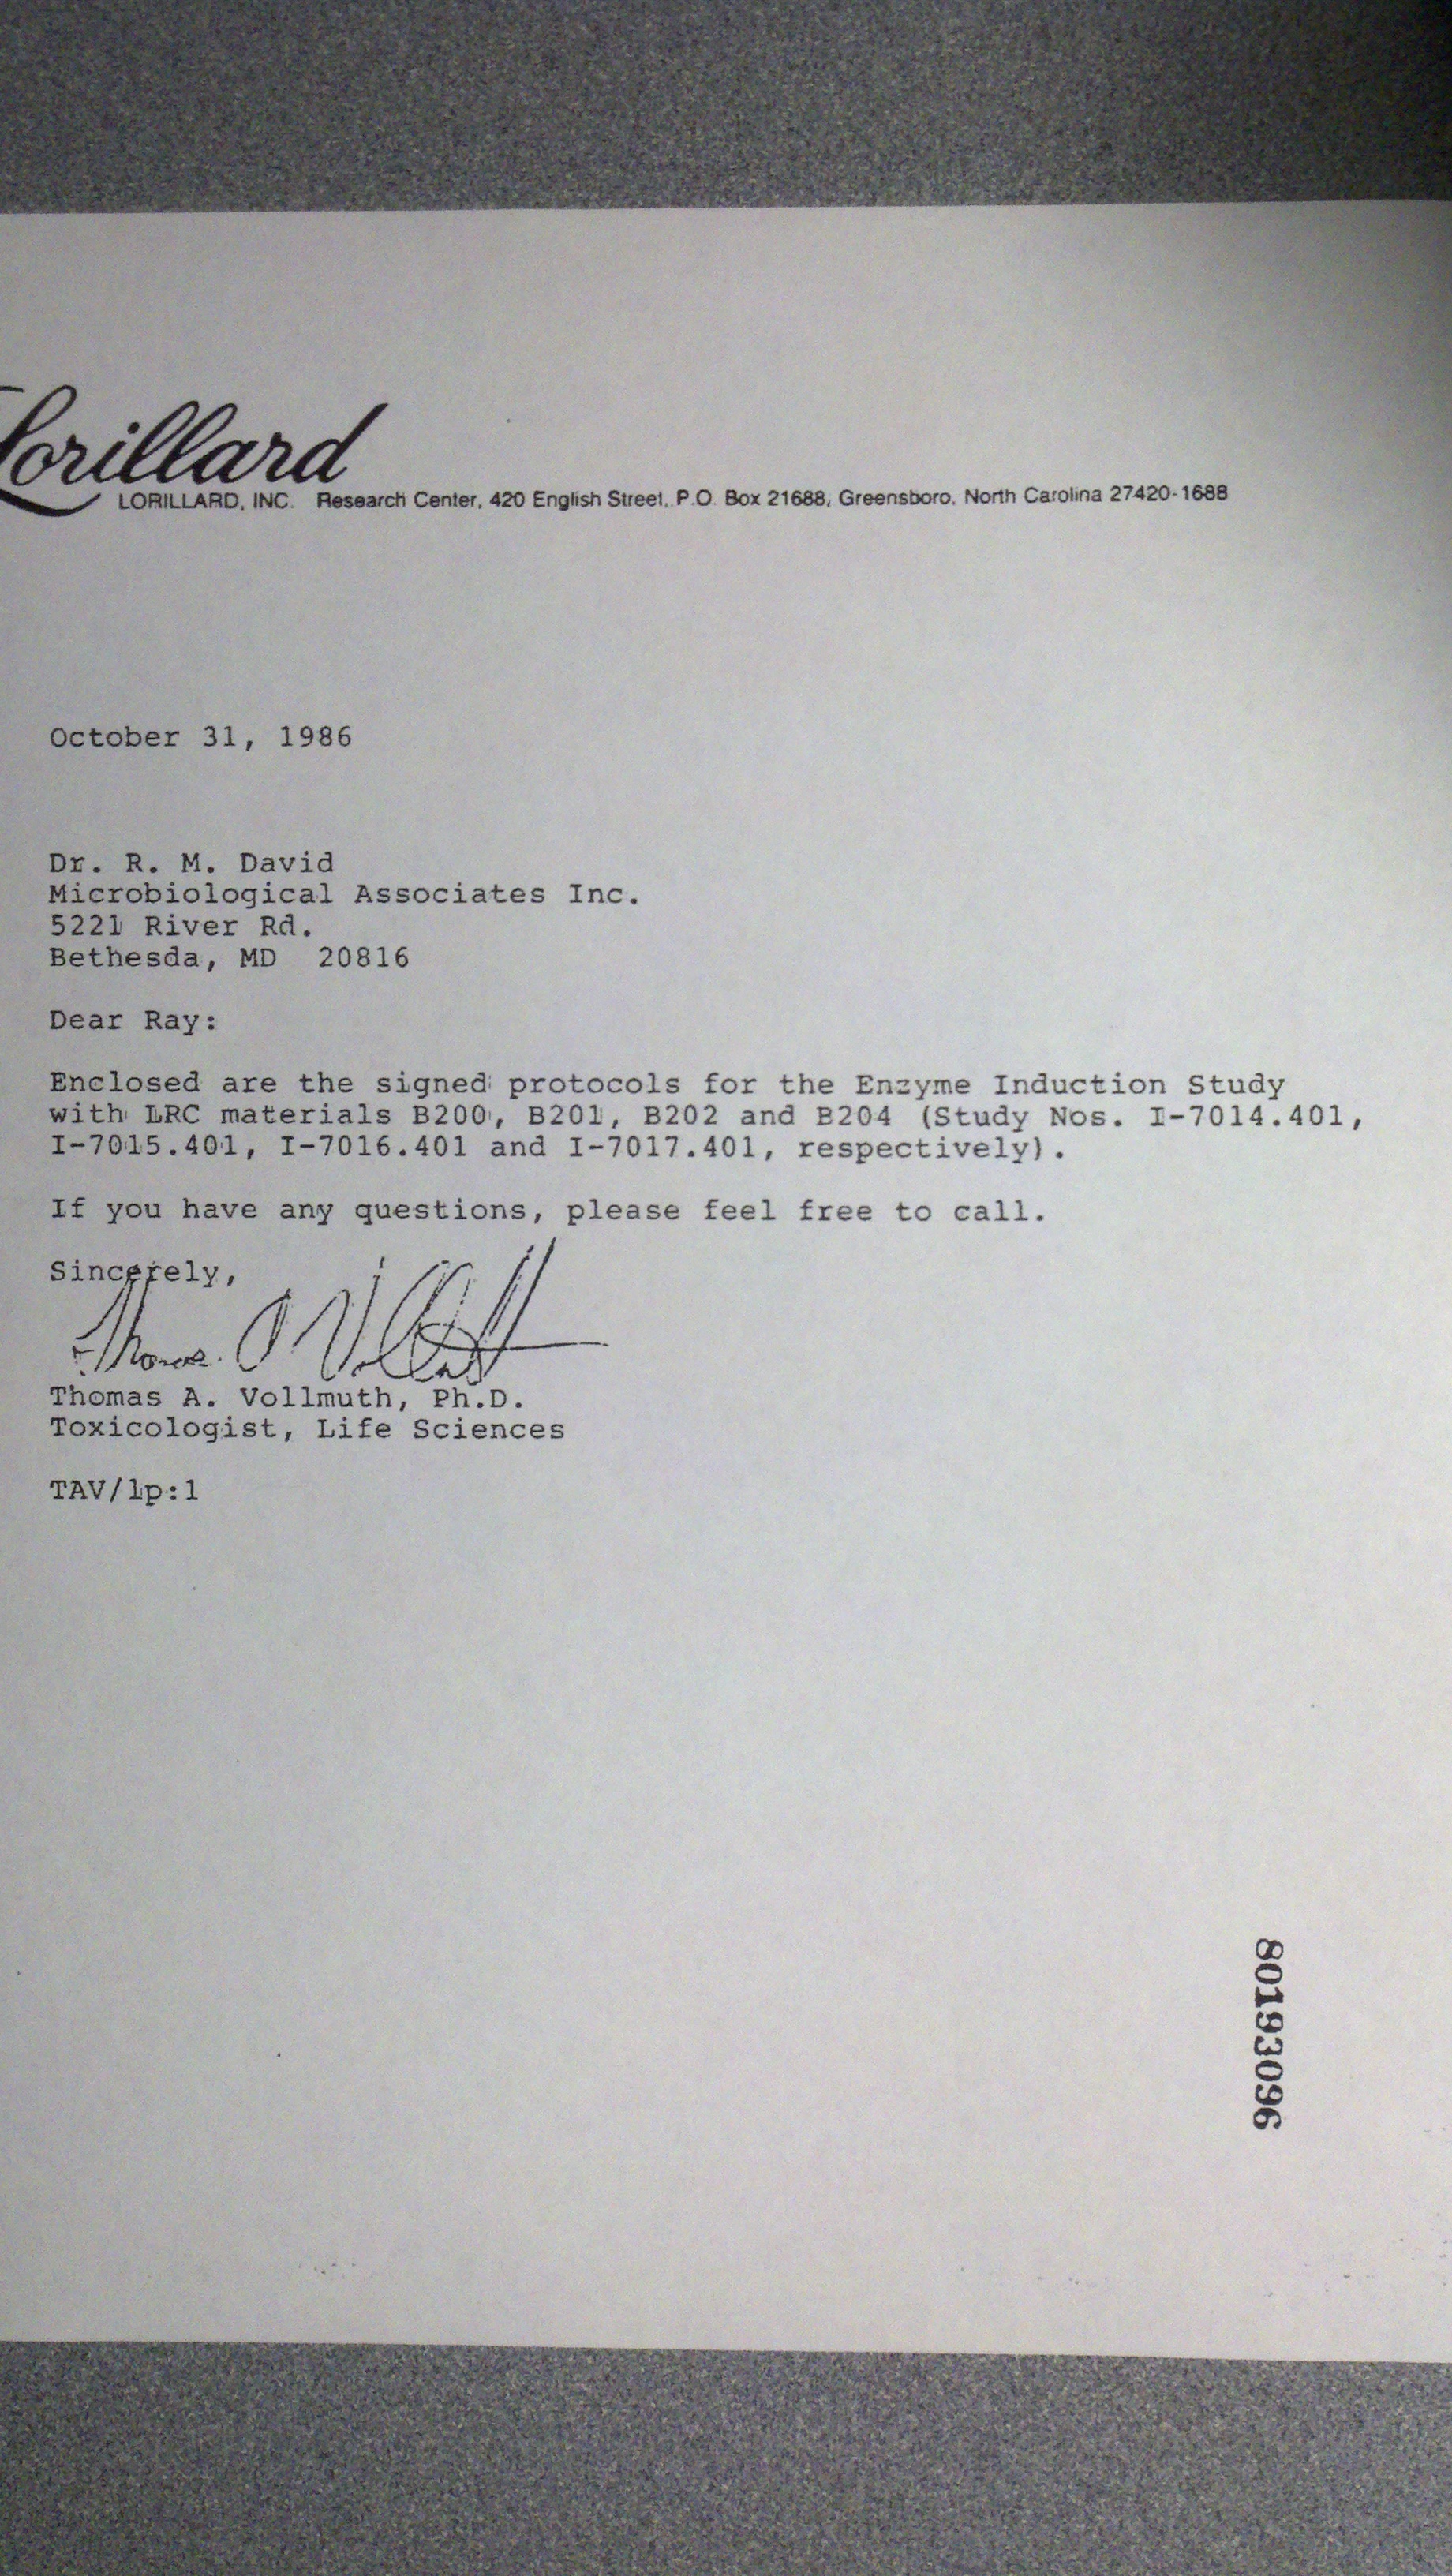 Lorillard
LORILLARD, INC. Research Center, 420 English Street, P.O. Box 21688, Greensboro, North Carolina 27420-1688
October 31, 1986
Dr. R. M. David
Microbiological Associates Inc.
5221 River Rd.
Bethesda, MD 20816
Dear Ray:
Enclosed are the signed protocols for the Enzyme Induction Study
with LRC materials B200, B201, B202 and B204 (Study Nos. I-7014.401,
I-7015.401, I-7016.401 and I-7017.401, respectively).
If you have any questions, please feel free to call.
Sincerely,
Thomas A Vollmuth
Thomas A. Vollmuth, Ph.D.
Toxicologist, Life Sciences
TAV/lp:1
80193096